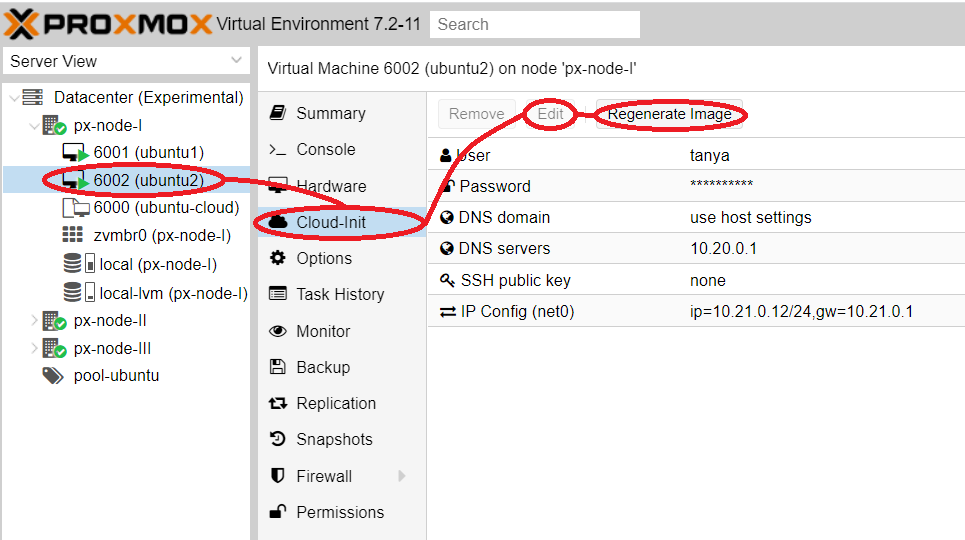 PROXMOX Virtual Environment 7.2-11 Search
Server View
Datacenter (Experimental)
px-node-I
6001 (ubuntu1)
6002 (ubuntu2)
6000 (ubuntu-cloud)
zvmbr0 (px-node-I)
local (px-node-I)
local-lvm (px-node-I)
px-node-II
px-node-III
pool-ubuntu
Virtual Machine 6002 (ubuntu2) on node 'px-node-I'
Summary
Console
Hardware
Cloud-Init
Options
Task History
Monitor
Backup
Replication
Snapshots
Firewall
Permissions
Remove Edit Regenerate Image
User tanya
Password **********
DNS domain use host settings
DNS servers 10.20.0.1
SSH public key none
IP Config (net0) ip=10.21.0.12/24,gw=10.21.0.1